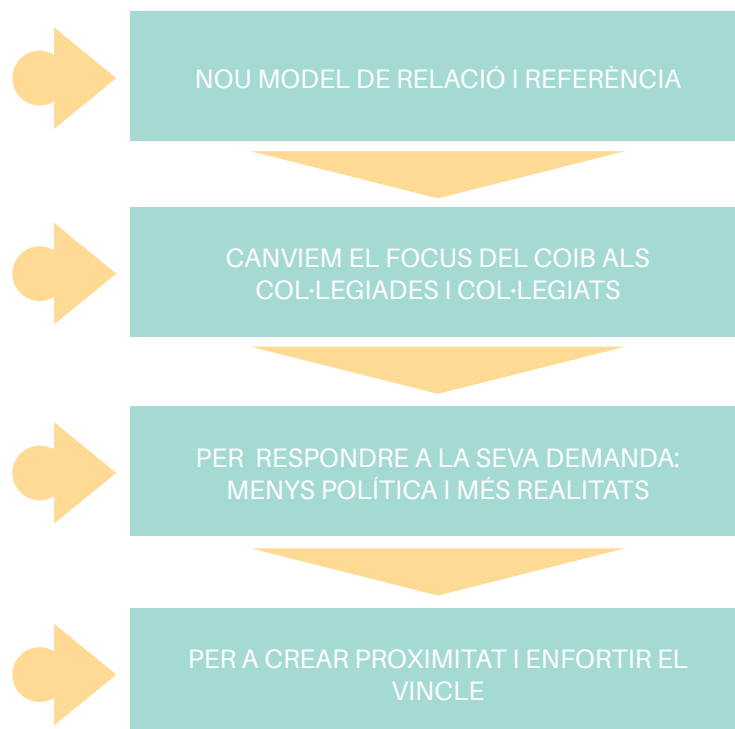 NOU MODEL DE RELACIÓ I REFERÈNCIA
CANVIEM EL FOCUS DEL COIB ALS
COL·LEGIADES I COL·LEGIATS
PER  RESPONDRE A LA SEVA DEMANDA:
MENYS POLÍTICA I MÉS REALITATS
PER A CREAR PROXIMITAT I ENFORTIR EL
VINCLE